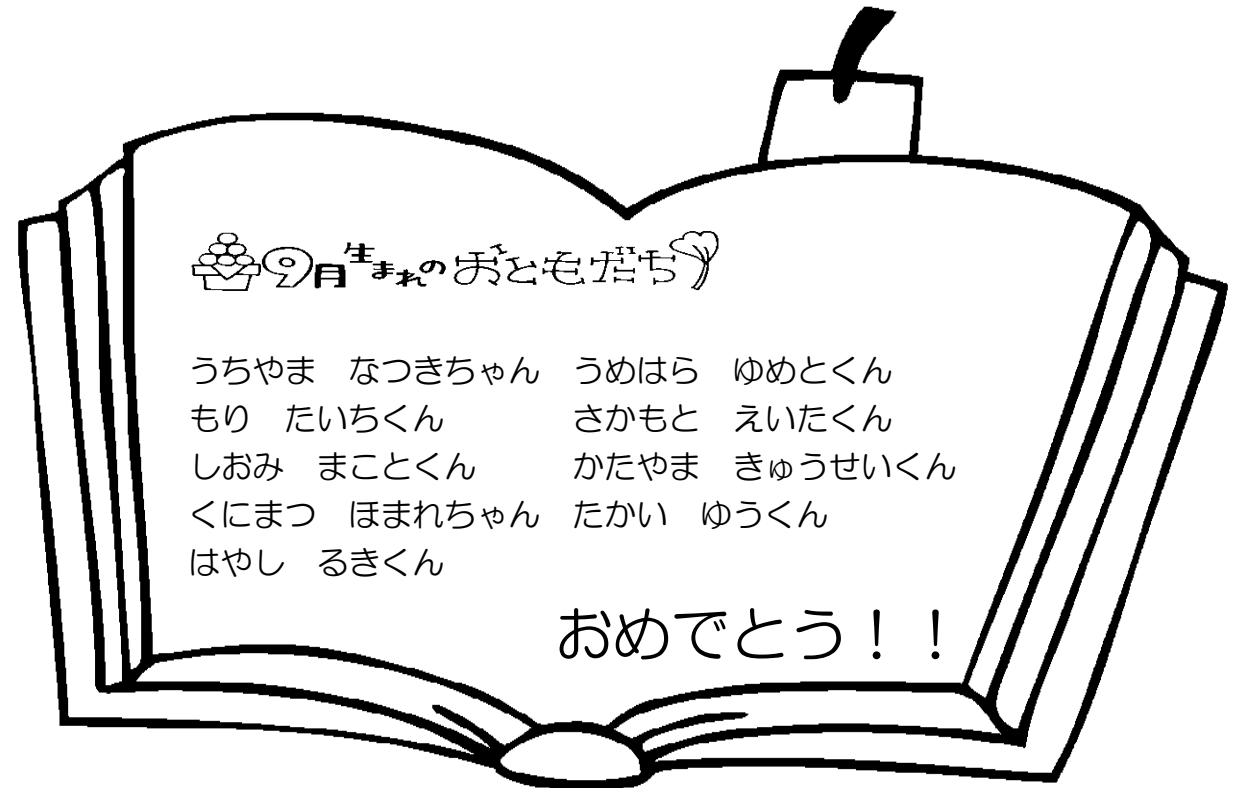 9月生まれのおともだち
うちやま　なつきちゃん　うめはら　ゆめとくん
もり　たいちくん　　　　さかもと　えいたくん
しおみ　まことくん　　　かたやま　きゅうせいくん
くにまつ　ほまれちゃん　たかい　ゆうくん
はやし　るきくん
おめでとう！！